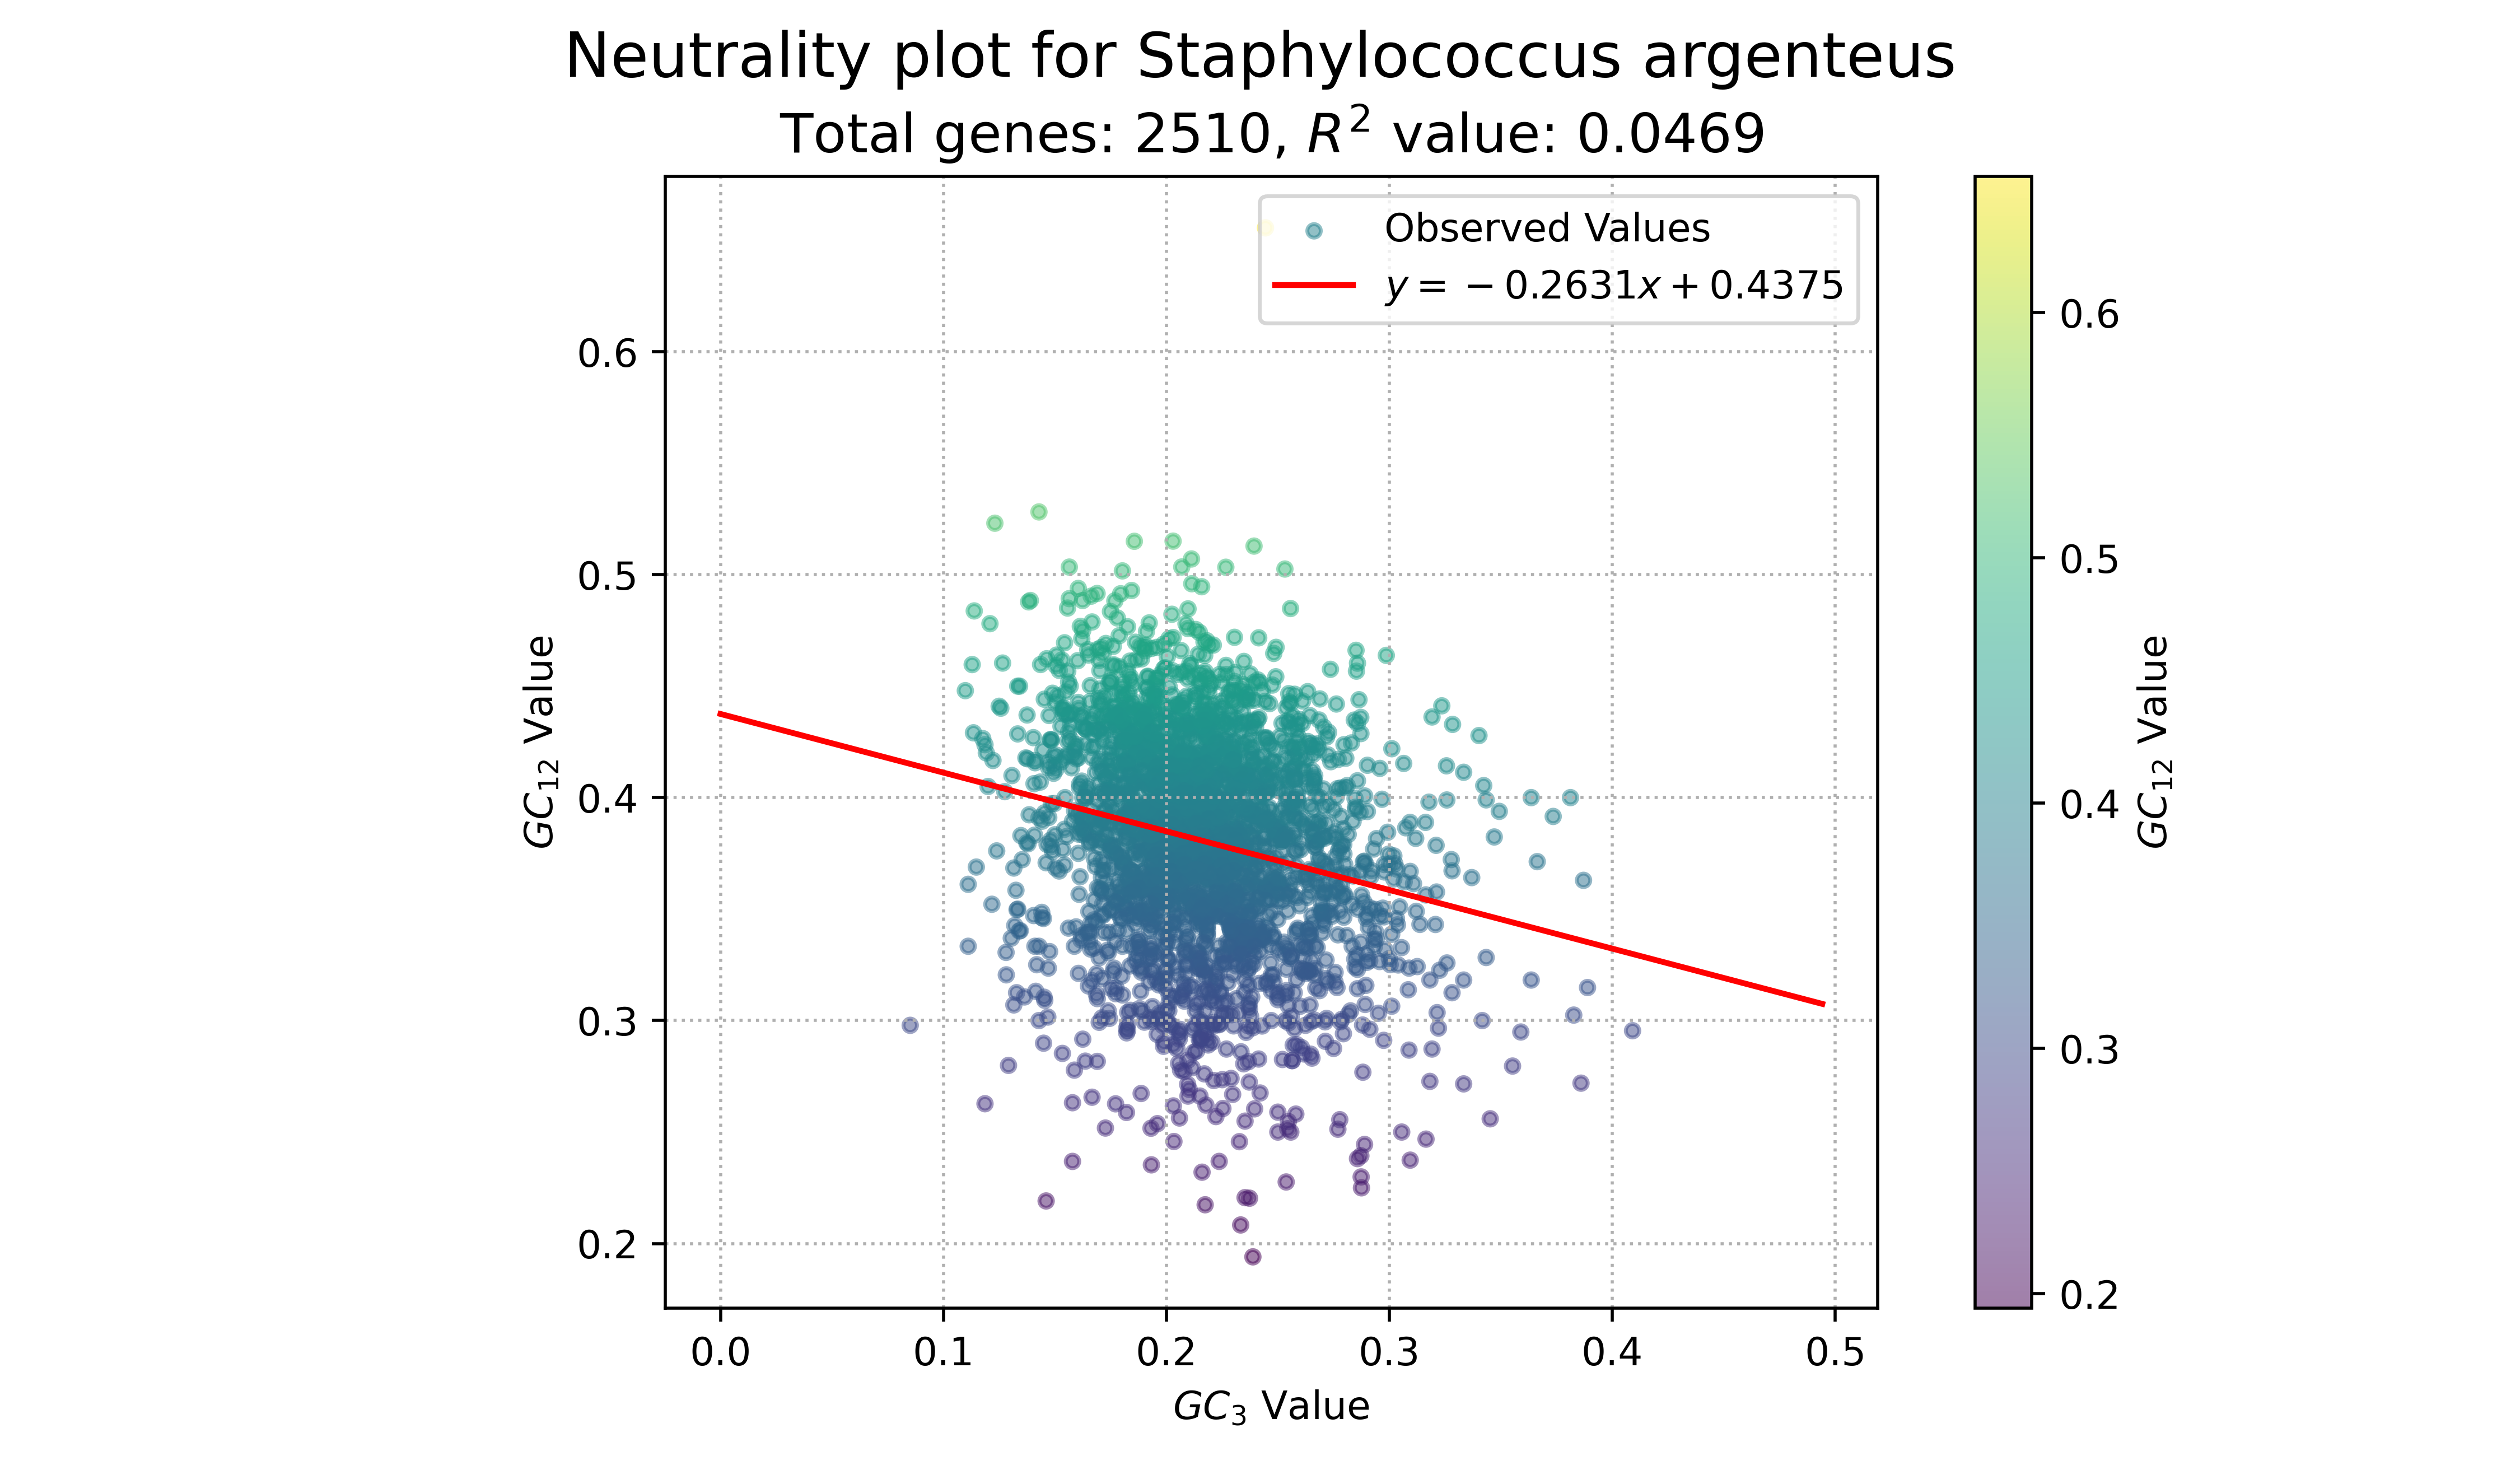 Neutrality plot for Staphylococcus argenteus
Total genes: 2510, R² value: 0.0469
Observed Values
y = − 0.2631x + 0.4375
0.6
0.5
0.4
0.3
0.2
GC₁₂ Value
0.0 0.1 0.2 0.3 0.4 0.5
GC₃ Value
0.6
0.5
0.4
0.3
0.2
GC₁₂ Value